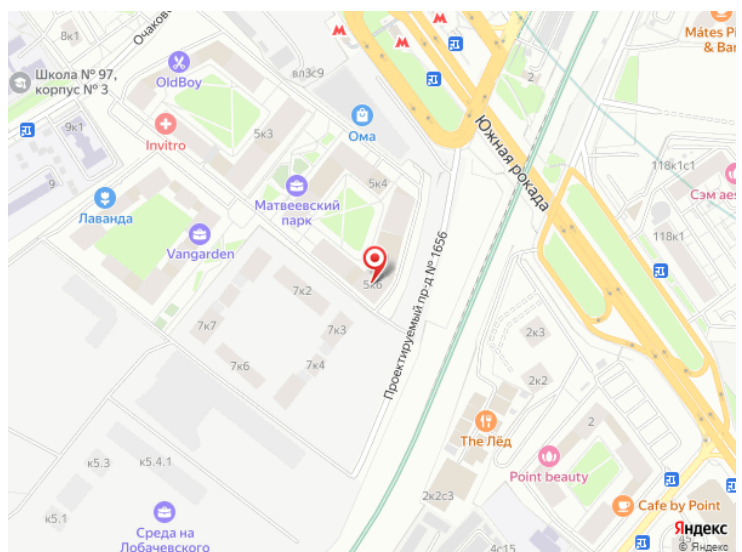 8к1
Очаков
Школа № 97,
корпус № 3
OldBoy
вл3с9
Ома
Mátes P
& Bar
Южная рокада
9к1
Invitro
5к3
5к4
9
Матвеевский
парк
118к1с1
Сэм aes
Лаванда
Vangarden
118к1
5к6
7к2
7к7
7к3
7к6
7к4
Проектируемый пр-д № 1656
2к3
2к2
The Лёд
2
Point beauty
к5.3
к5.4.1
2к2с3
Cafe by Point
к5.1
Среда на
Лобачевского
4с15
45
Яндекс
© Яндекс